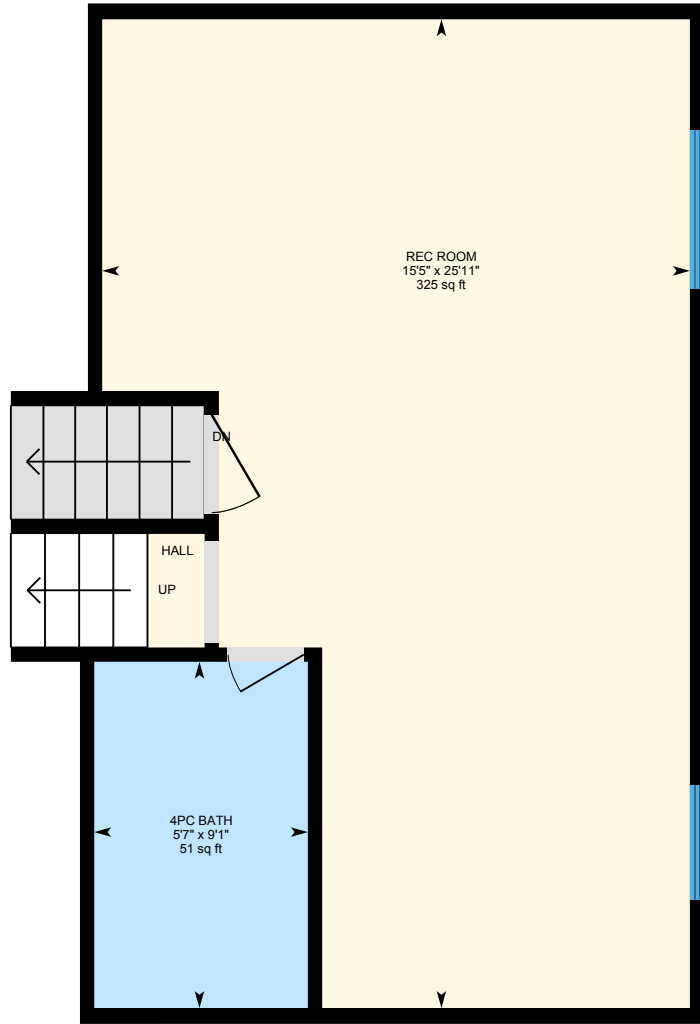 REC ROOM
15'5" x 25'11"
325 sq ft
DN
HALL
UP
4PC BATH
5'7" x 9'1"
51 sq ft